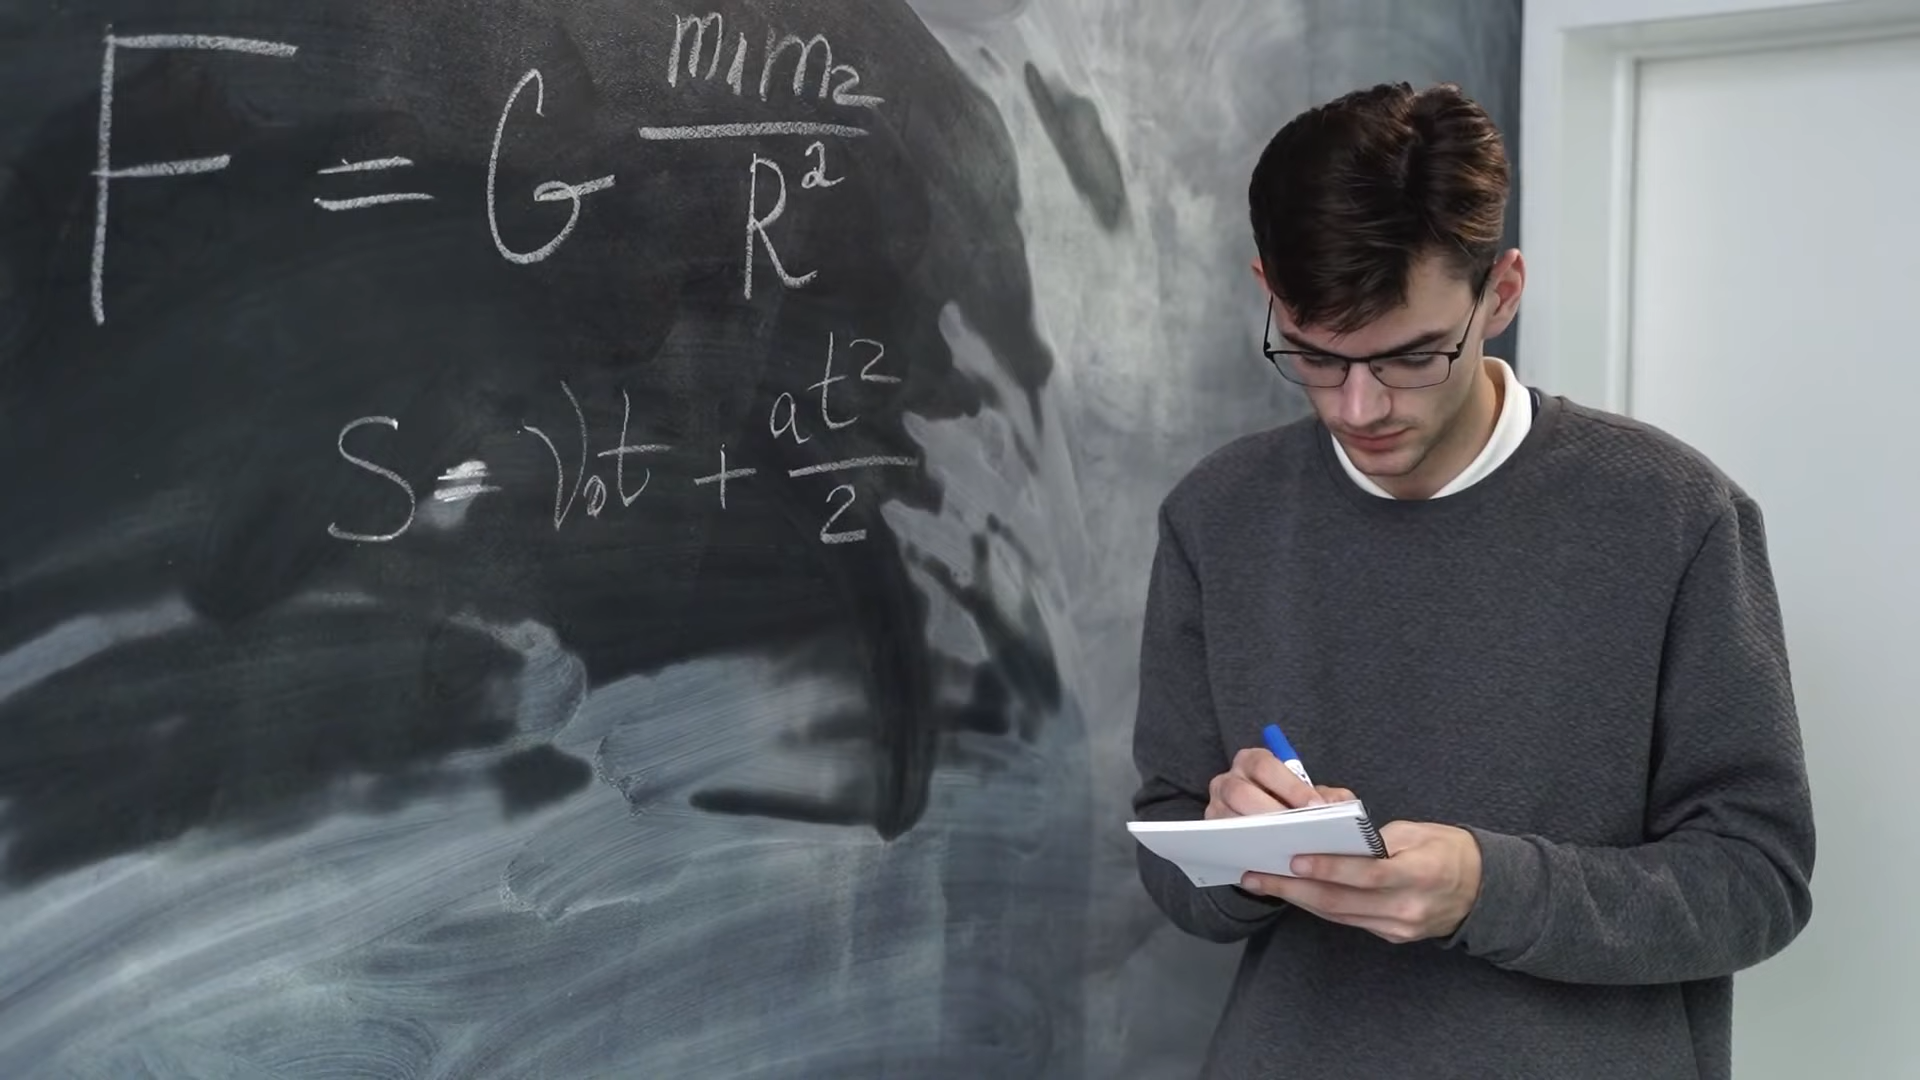 F = G m₁m₂/R²
S = V₀t + at²/2